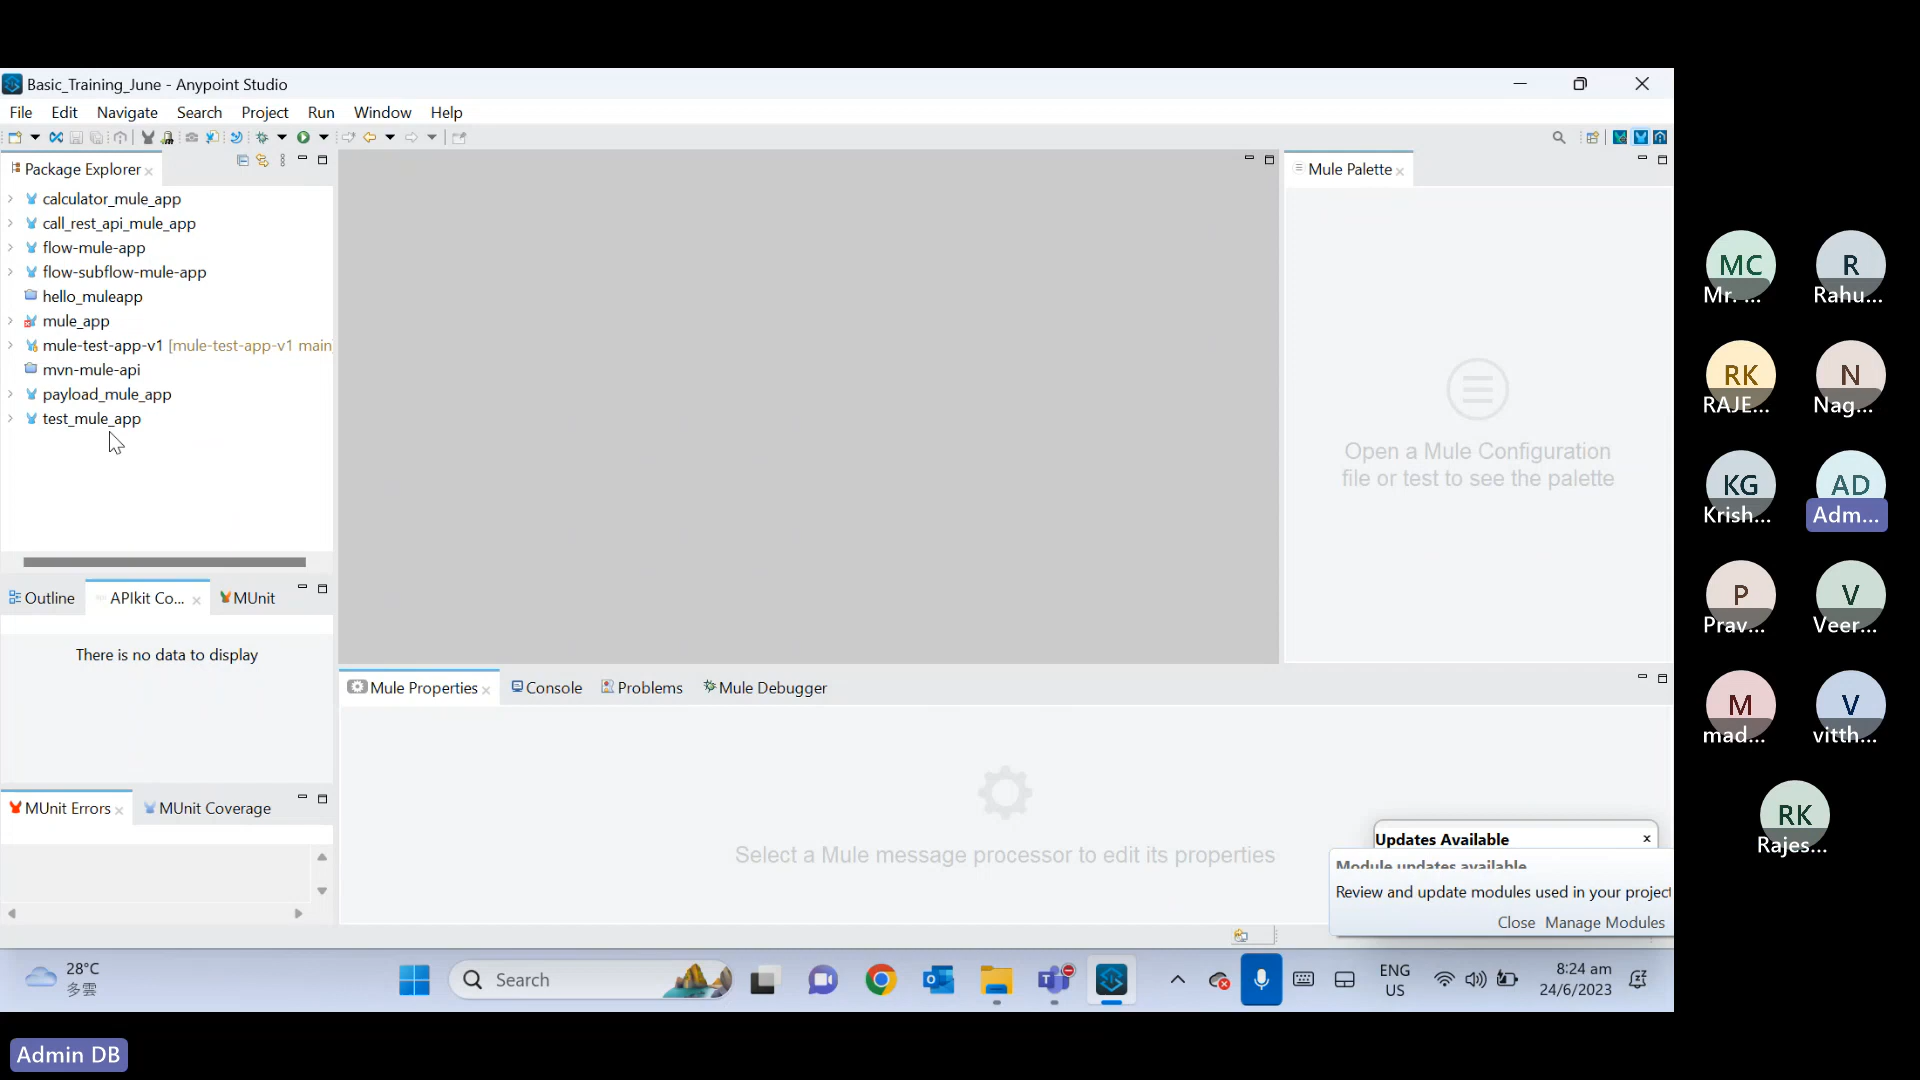 Basic_Training_June - Anypoint Studio
File Edit Navigate Search Project Run Window Help
Package Explorer
calculator_mule_app
call_rest_api_mule_app
flow-mule-app
flow-subflow-mule-app
hello_muleapp
mule_app
mule-test-app-v1 [mule-test-app-v1 main
mvn-mule-api
payload_mule_app
test_mule_app
Mule Palette
Open a Mule Configuration
file or test to see the palette
Outline APIkit Co... MUnit
There is no data to display
MUnit Errors MUnit Coverage
Mule Properties Console Problems Mule Debugger
Select a Mule message processor to edit its properties
Updates Available
Module updates available
Review and update modules used in your project
Close Manage Modules
28°C
多雲
Search
ENG
US
8:24 am
24/6/2023
MC R
Mr. ... Rahu...
RK N
RAJE... Nag...
KG AD
Krish... Adm...
P V
Prav... Veer...
M V
mad... vitth...
RK
Rajes...
Admin DB